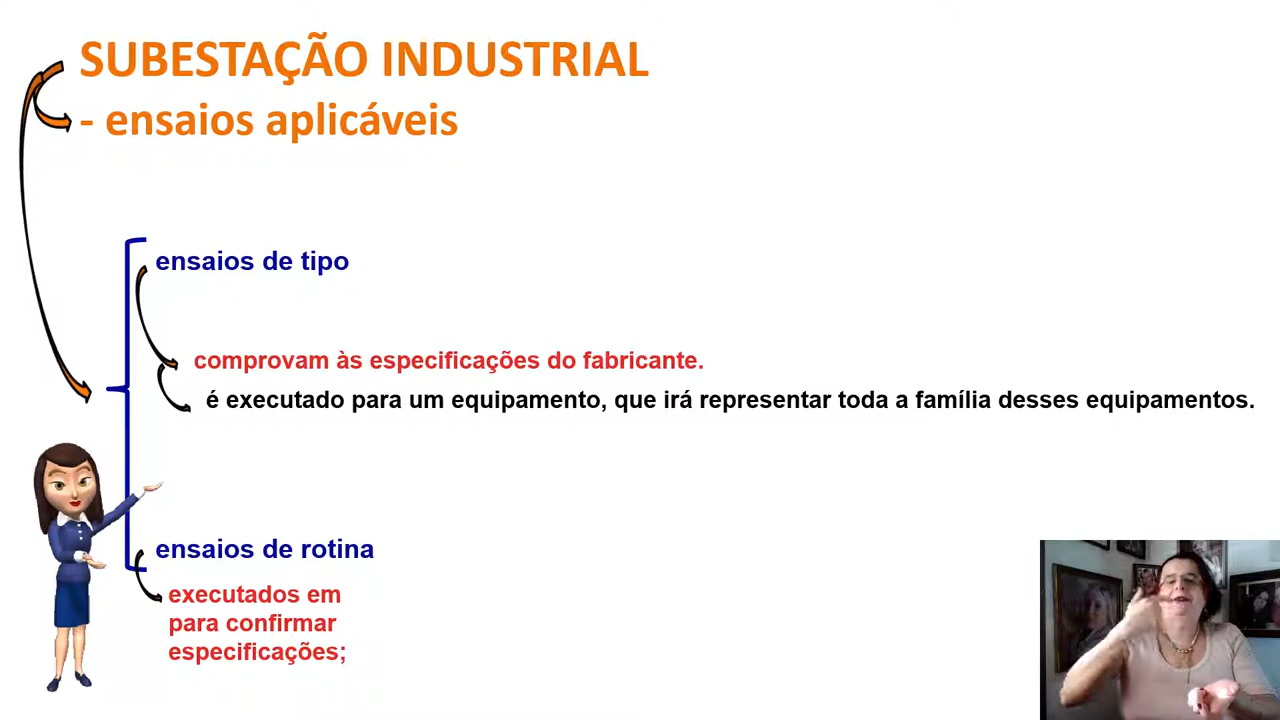 SUBESTAÇÃO INDUSTRIAL
- ensaios aplicáveis
ensaios de tipo
comprovam às especificações do fabricante.
é executado para um equipamento, que irá representar toda a família desses equipamentos.
ensaios de rotina
executados em
para confirmar
especificações;